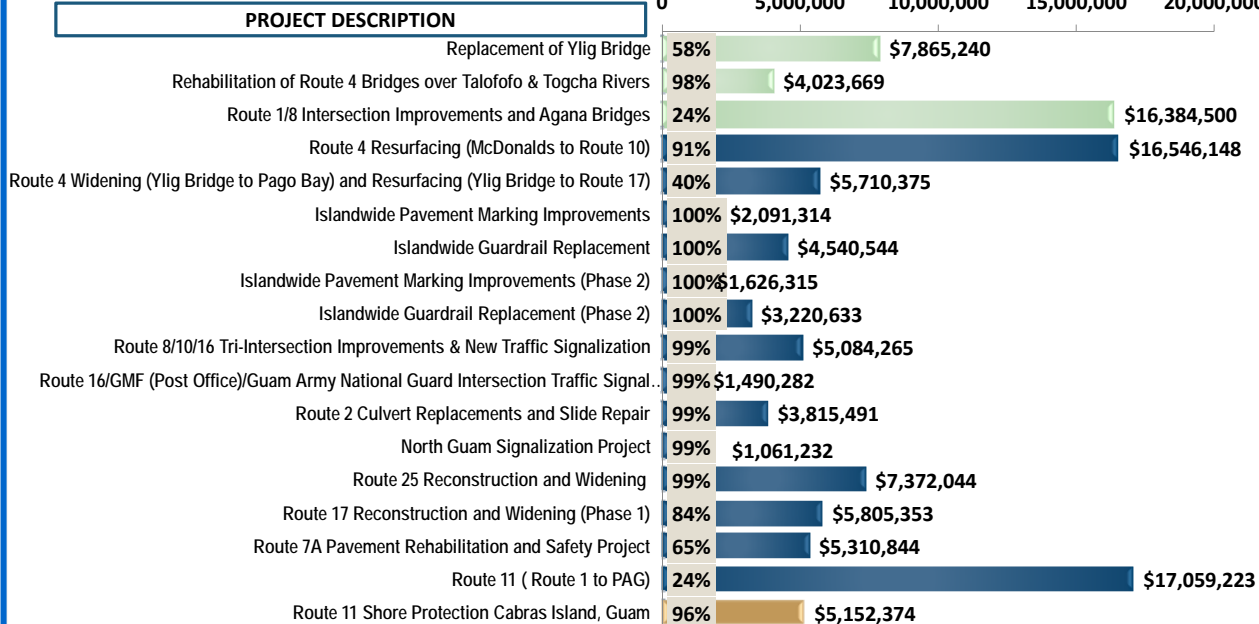 0 5,000,000 10,000,000 15,000,000 20,000,000
PROJECT DESCRIPTION
Replacement of Ylig Bridge 58% $7,865,240
Rehabilitation of Route 4 Bridges over Talofofo & Togcha Rivers 98% $4,023,669
Route 1/8 Intersection Improvements and Agana Bridges 24% $16,384,500
Route 4 Resurfacing (McDonalds to Route 10) 91% $16,546,148
Route 4 Widening (Ylig Bridge to Pago Bay) and Resurfacing (Ylig Bridge to Route 17) 40% $5,710,375
Islandwide Pavement Marking Improvements 100% $2,091,314
Islandwide Guardrail Replacement 100% $4,540,544
Islandwide Pavement Marking Improvements (Phase 2) 100% $1,626,315
Islandwide Guardrail Replacement (Phase 2) 100% $3,220,633
Route 8/10/16 Tri-Intersection Improvements & New Traffic Signalization 99% $5,084,265
Route 16/GMF (Post Office)/Guam Army National Guard Intersection Traffic Signal.. 99% $1,490,282
Route 2 Culvert Replacements and Slide Repair 99% $3,815,491
North Guam Signalization Project 99% $1,061,232
Route 25 Reconstruction and Widening 99% $7,372,044
Route 17 Reconstruction and Widening (Phase 1) 84% $5,805,353
Route 7A Pavement Rehabilitation and Safety Project 65% $5,310,844
Route 11 ( Route 1 to PAG) 24% $17,059,223
Route 11 Shore Protection Cabras Island, Guam 96% $5,152,374